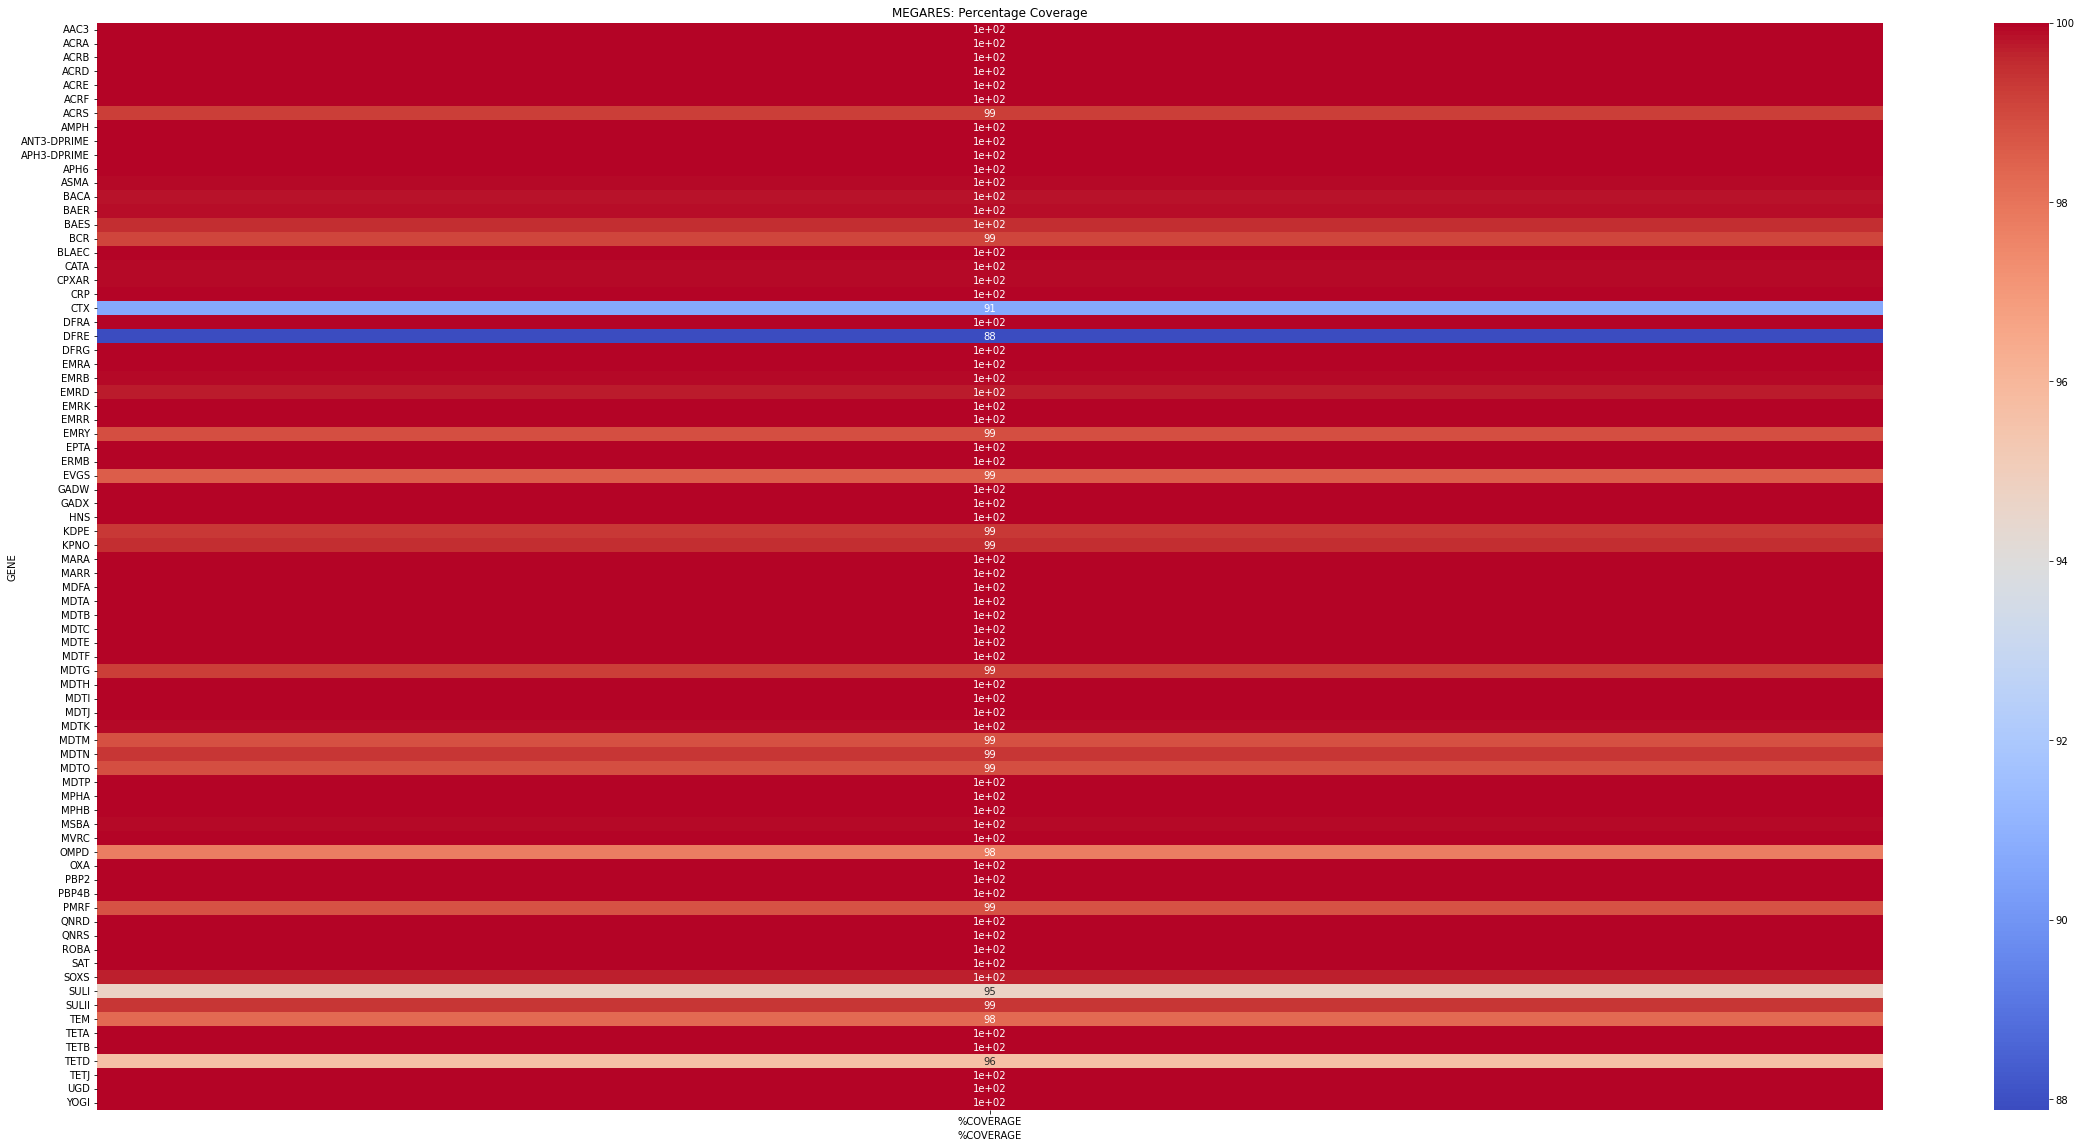 MEGARES: Percentage Coverage
AAC3 1e+02
ACRA 1e+02
ACRB 1e+02
ACRD 1e+02
ACRE 1e+02
ACRF 1e+02
ACRS 99
AMPH 1e+02
ANT3-DPRIME 1e+02
APH3-DPRIME 1e+02
APH6 1e+02
ASMA 1e+02
BACA 1e+02
BAER 1e+02
BAES 1e+02
BCR 99
BLAEC 1e+02
CATA 1e+02
CPXAR 1e+02
CRP 1e+02
CTX 91
DFRA 1e+02
DFRE 88
DFRG 1e+02
EMRA 1e+02
EMRB 1e+02
EMRD 1e+02
EMRK 1e+02
EMRR 1e+02
EMRY 99
EPTA 1e+02
ERMB 1e+02
EVGS 99
GADW 1e+02
GADX 1e+02
HNS 1e+02
KDPE 99
KPNO 99
MARA 1e+02
MARR 1e+02
MDFA 1e+02
MDTA 1e+02
MDTB 1e+02
MDTC 1e+02
MDTE 1e+02
MDTF 1e+02
MDTG 99
MDTH 1e+02
MDTI 1e+02
MDTJ 1e+02
MDTK 1e+02
MDTM 99
MDTN 99
MDTO 99
MDTP 1e+02
MPHA 1e+02
MPHB 1e+02
MSBA 1e+02
MVRC 1e+02
OMPD 98
OXA 1e+02
PBP2 1e+02
PBP4B 1e+02
PMRF 99
QNRD 1e+02
QNRS 1e+02
ROBA 1e+02
SAT 1e+02
SOXS 1e+02
SULI 95
SULII 99
TEM 98
TETA 1e+02
TETB 1e+02
TETD 96
TETJ 1e+02
UGD 1e+02
YOGI 1e+02
GENE
%COVERAGE
%COVERAGE
100
98
96
94
92
90
88